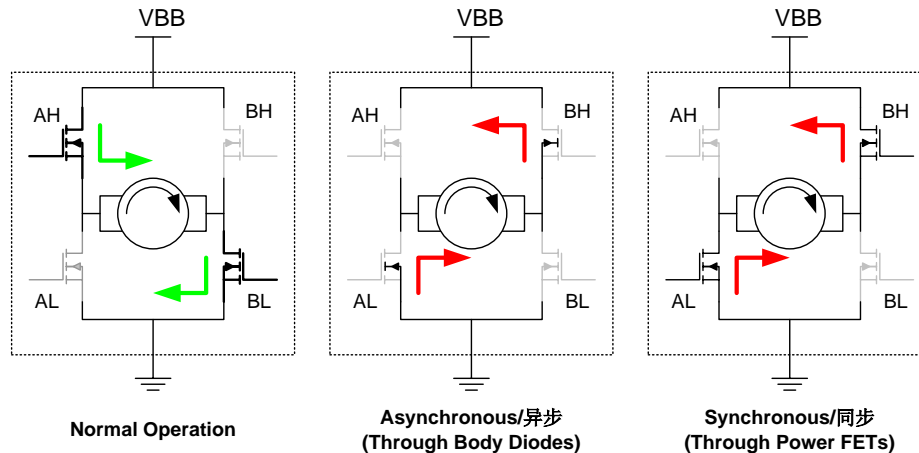 VBB
AH
BH
AL
BL
Normal Operation
VBB
AH
BH
AL
BL
Asynchronous/异步
(Through Body Diodes)
VBB
AH
BH
AL
BL
Synchronous/同步
(Through Power FETs)